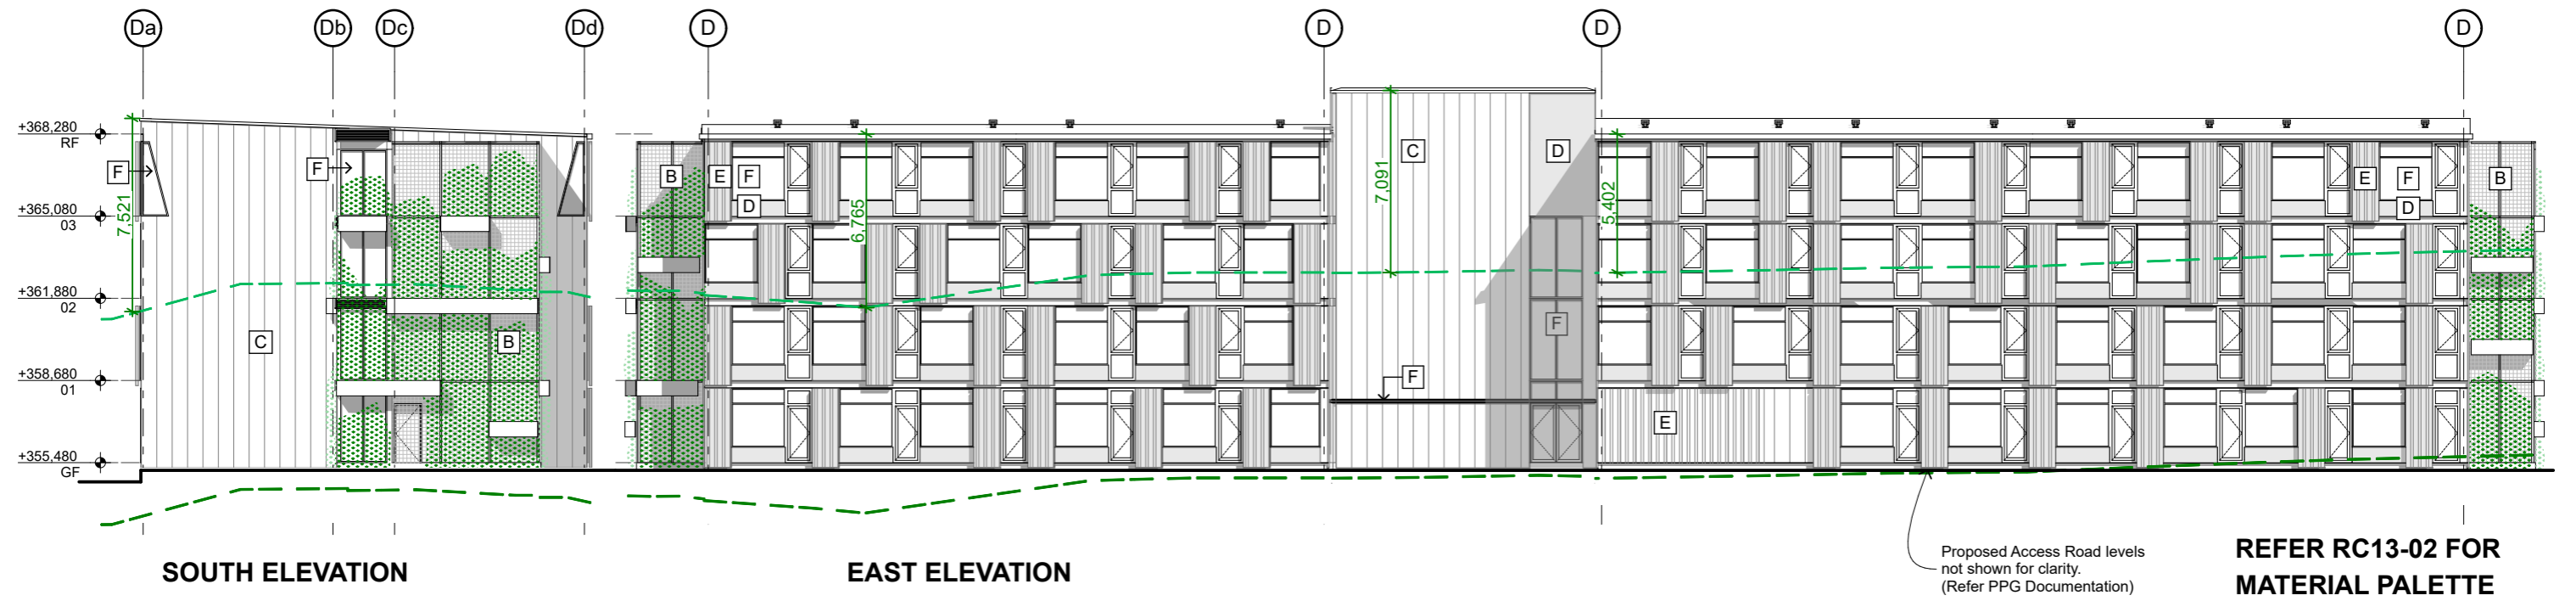 Da Db Dc Dd D D D D
+368,280
RF
+365,080
03
+361,880
02
+358,680
01
+355,480
GF
F
7,521
F
C
B
B
E F
D
6,765
7,091
C
D
F
F
5,402
E
E F
D
B
Proposed Access Road levels
not shown for clarity.
(Refer PPG Documentation)
SOUTH ELEVATION
EAST ELEVATION
REFER RC13-02 FOR
MATERIAL PALETTE